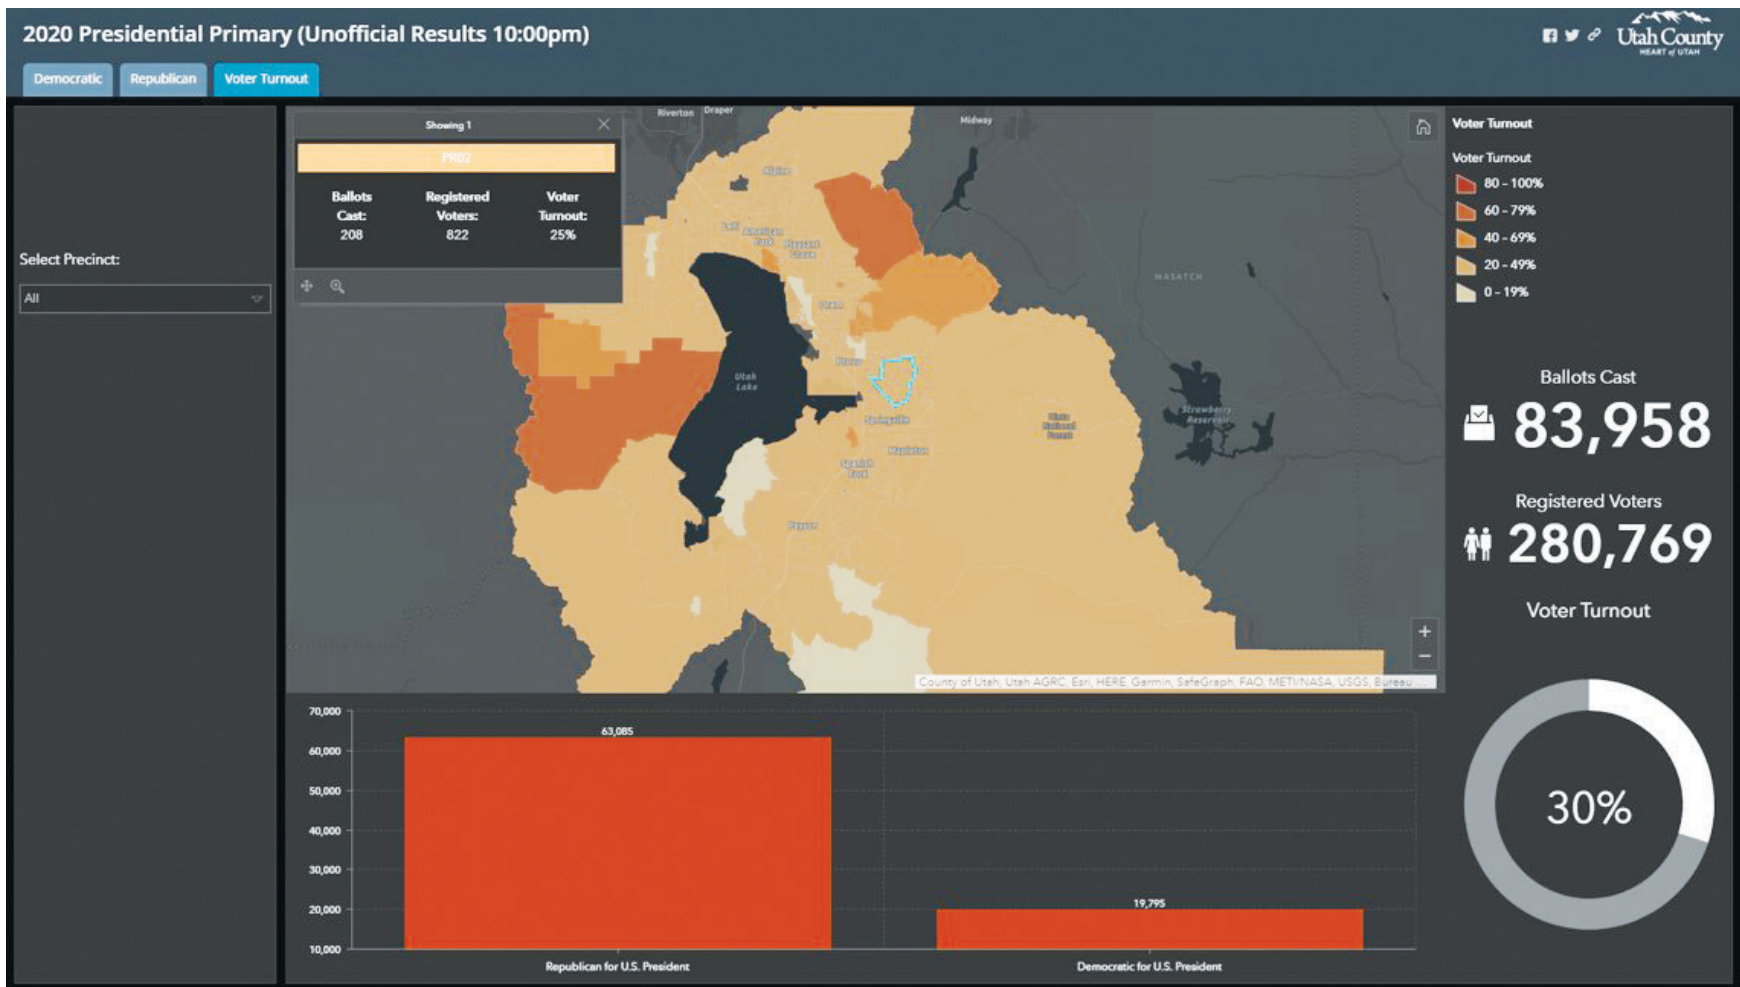 2020 Presidential Primary (Unofficial Results 10:00pm)
Utah County
HEART of UTAH
Democratic
Republican
Voter Turnout
Select Precinct:
All
Showing 1
PR02
Ballots
Cast:
208
Registered
Voters:
822
Voter
Turnout:
25%
Riverton
Draper
Midway
Alpine
Lehi
American
Fork
Pleasant
Grove
Orem
WASATCH
Provo
Utah
Lake
Springville
Mapleton
Spanish
Fork
Uinta
National
Forest
Strawberry
Reservoir
Payson
County of Utah, Utah AGRC, Esri, HERE, Garmin, SafeGraph, FAO, METI/NASA, USGS, Bureau ...
Voter Turnout
Voter Turnout
80 – 100%
60 – 79%
40 – 69%
20 – 49%
0 – 19%
Ballots Cast
83,958
Registered Voters
280,769
Voter Turnout
30%
70,000
60,000
50,000
40,000
30,000
20,000
10,000
63,085
19,795
Republican for U.S. President
Democratic for U.S. President